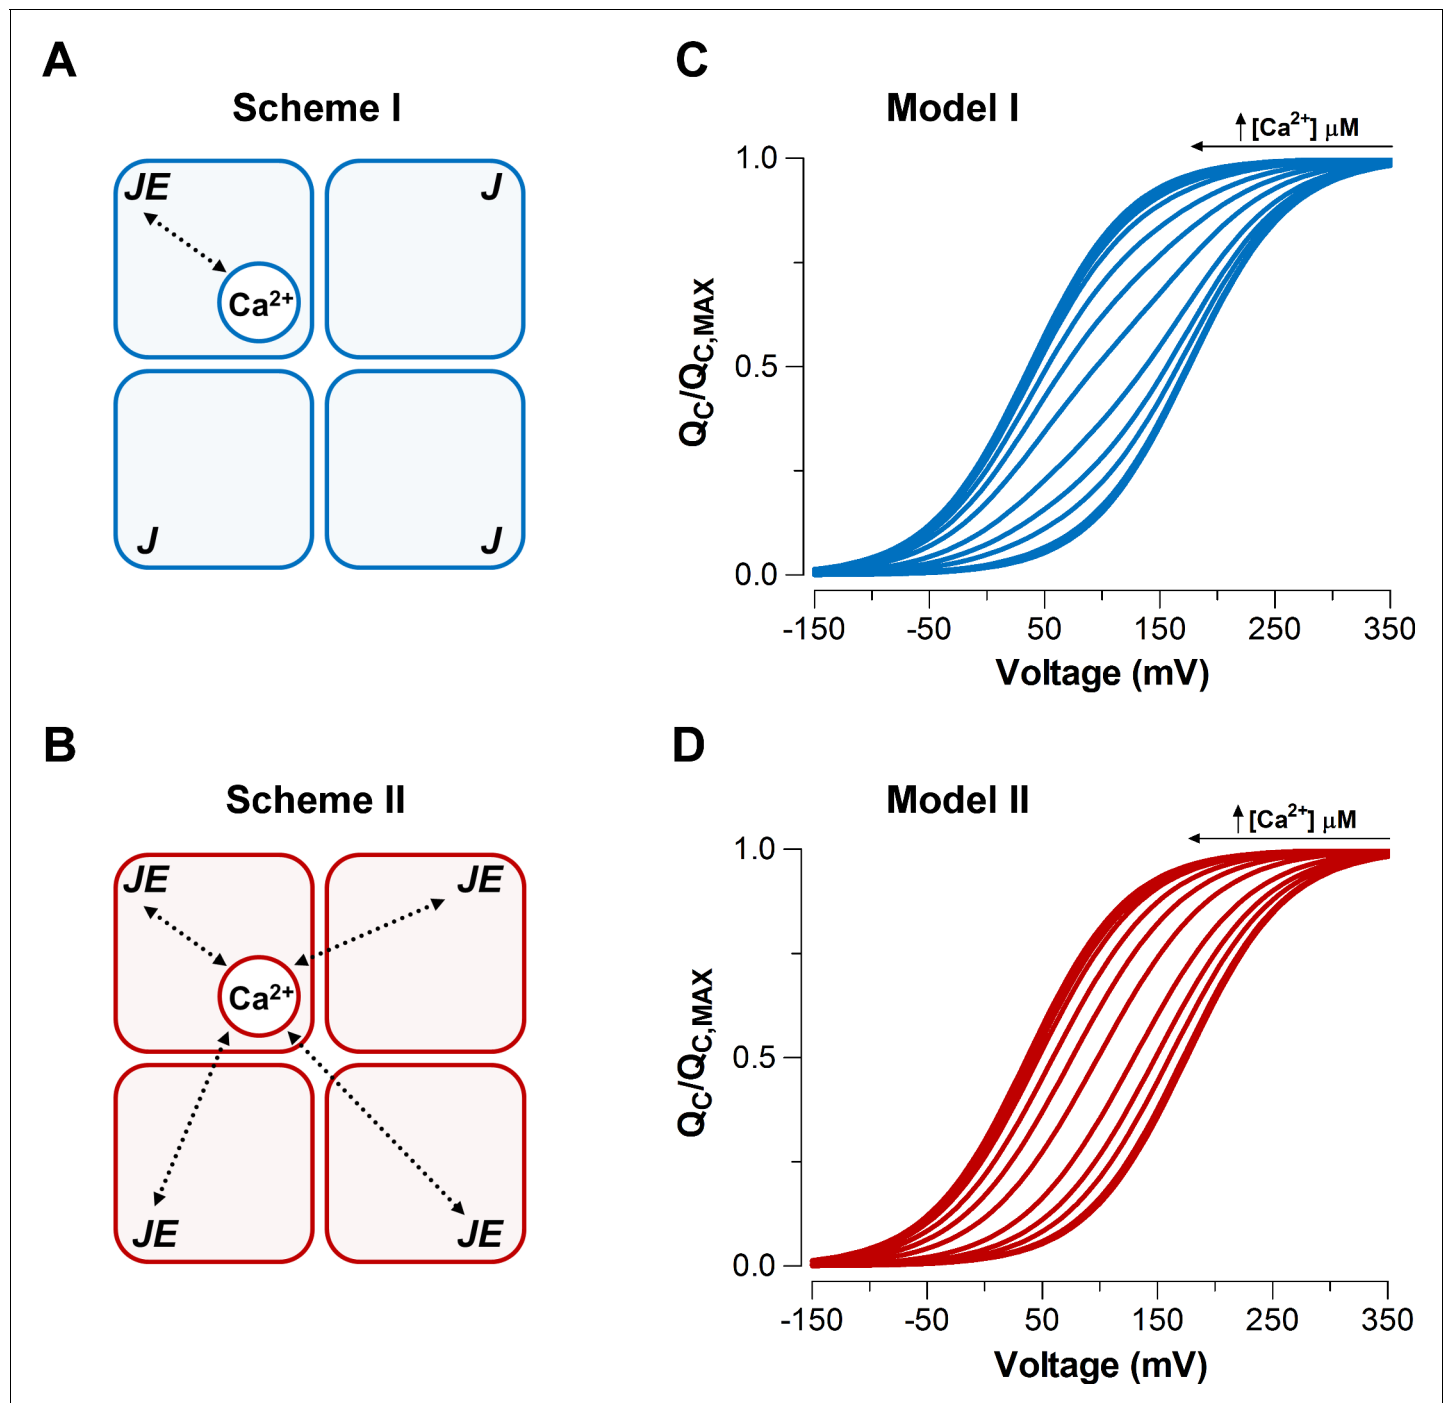 A
Scheme I
JE
J
Ca2+
J
J
C
Model I
↑ [Ca2+] μM
1.0
0.5
0.0
QC/QC,MAX
-150
-50
50
150
250
350
Voltage (mV)
B
Scheme II
JE
JE
Ca2+
JE
JE
D
Model II
↑ [Ca2+] μM
1.0
0.5
0.0
QC/QC,MAX
-150
-50
50
150
250
350
Voltage (mV)